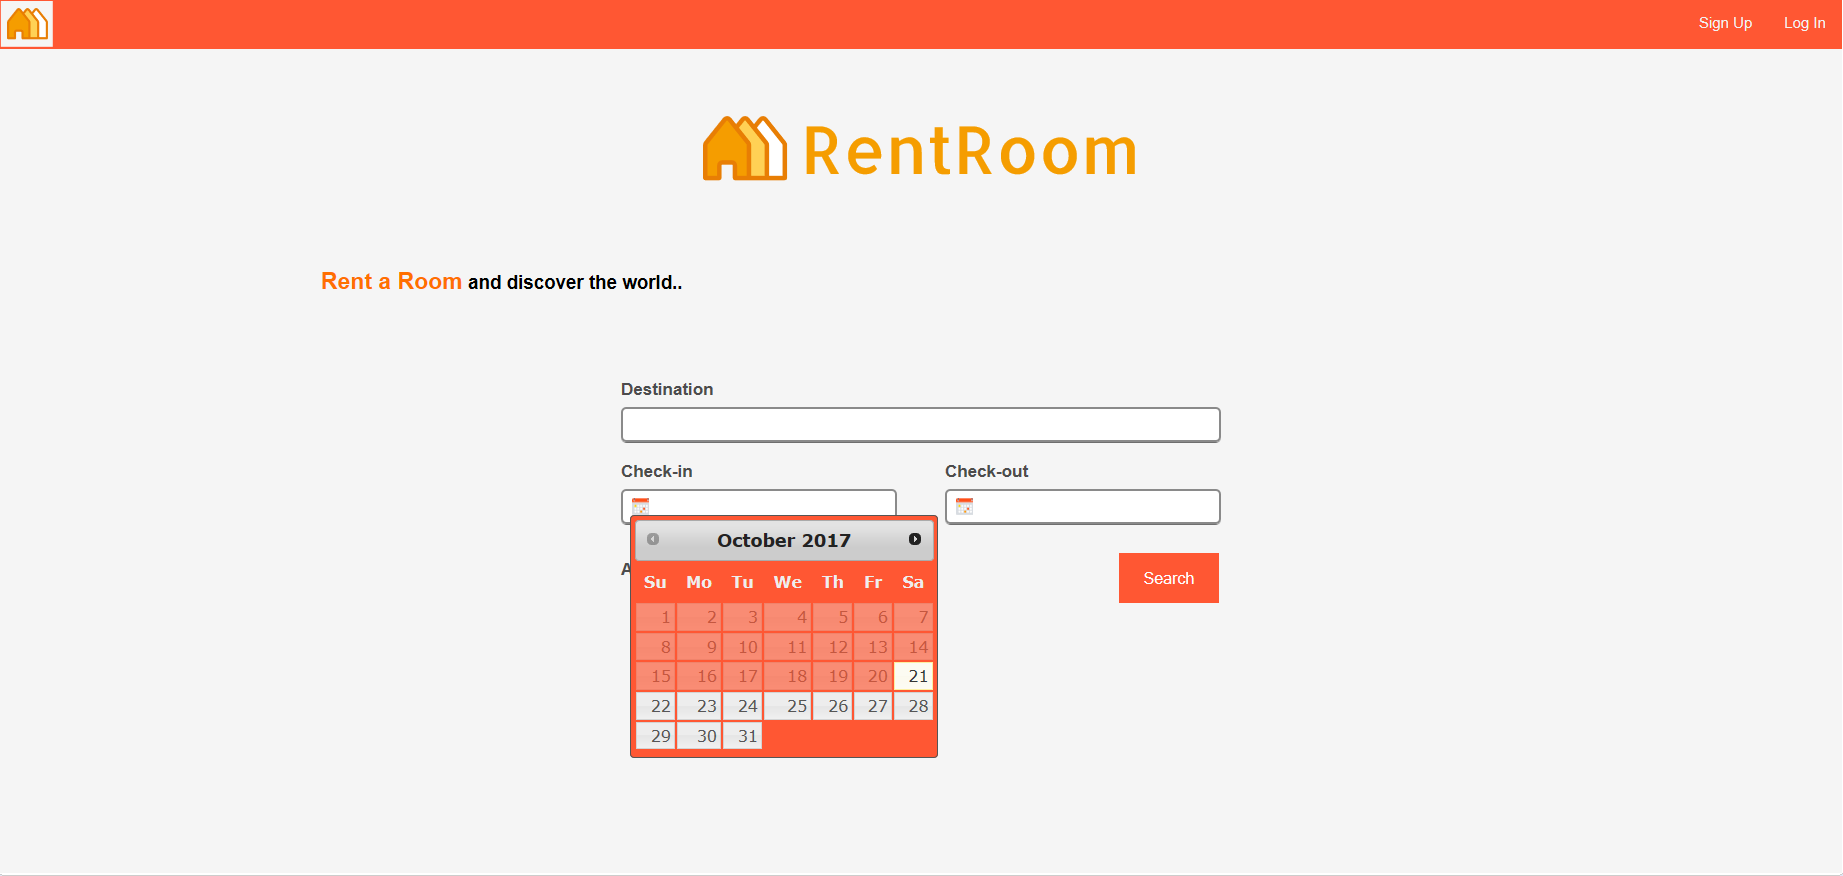 Sign Up Log In
RentRoom
Rent a Room and discover the world..
Destination
Check-in Check-out
October 2017
Su Mo Tu We Th Fr Sa
1 2 3 4 5 6 7
8 9 10 11 12 13 14
15 16 17 18 19 20 21
22 23 24 25 26 27 28
29 30 31
Search